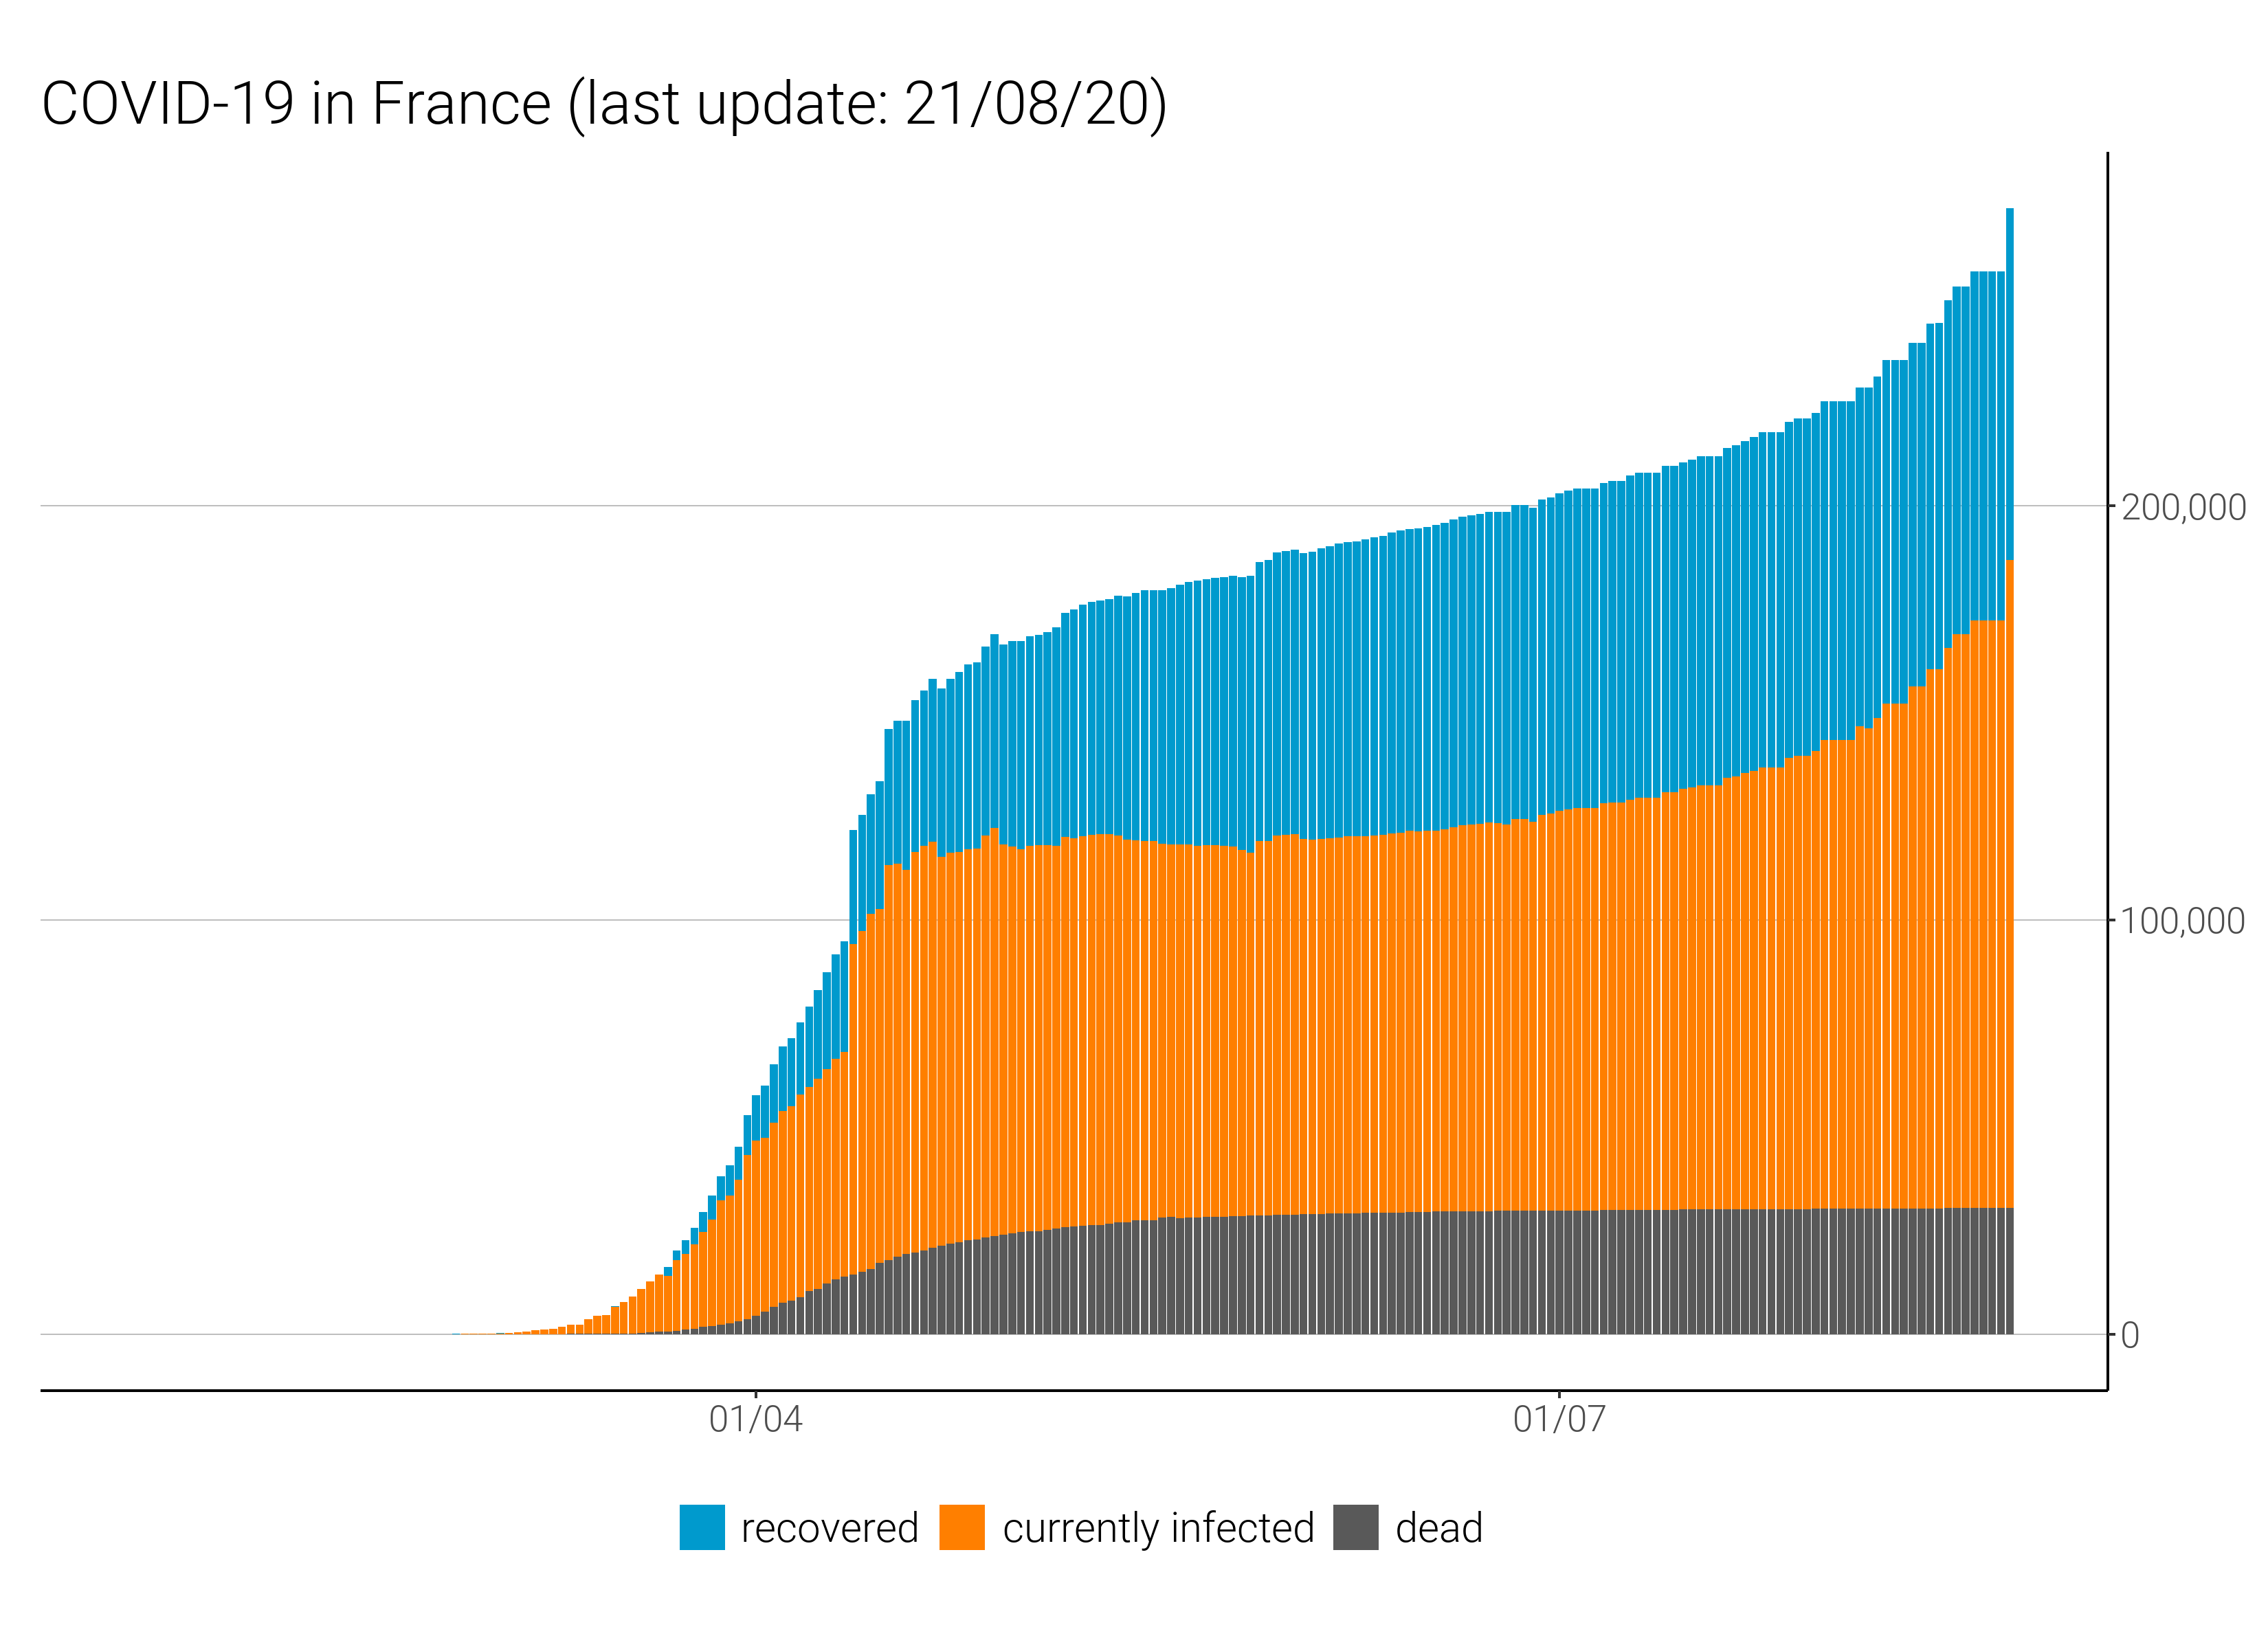 COVID-19 in France (last update: 21/08/20)
200,000
100,000
0
01/04 01/07
recovered currently infected dead